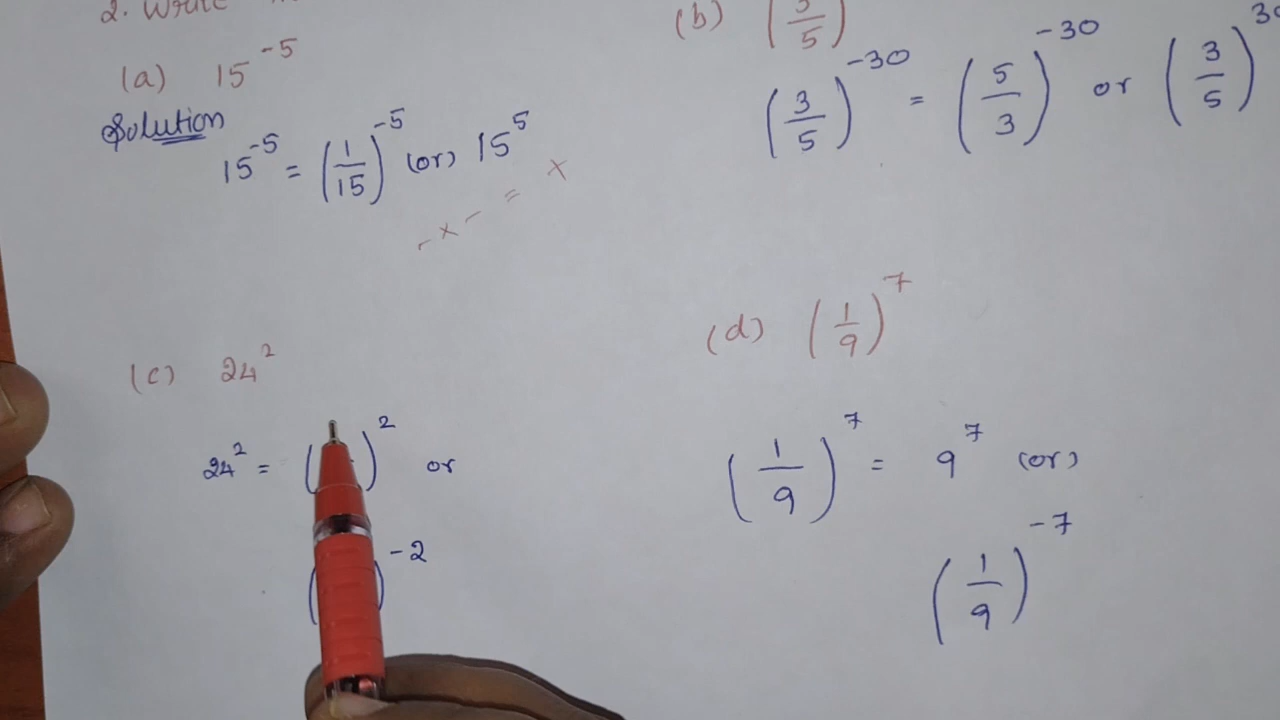 2. Write
(a) 15^-5
Solution
15^-5 = (1/15)^-5 (or) 15^5
- x - = x
(b) (3/5)
(3/5)^-30 = (5/3)^-30 or (3/5)^30
(c) 24^2
24^2 = ( )^2 or
( )^-2
(d) (1/9)^7
(1/9)^7 = 9^7 (or)
(1/9)^-7